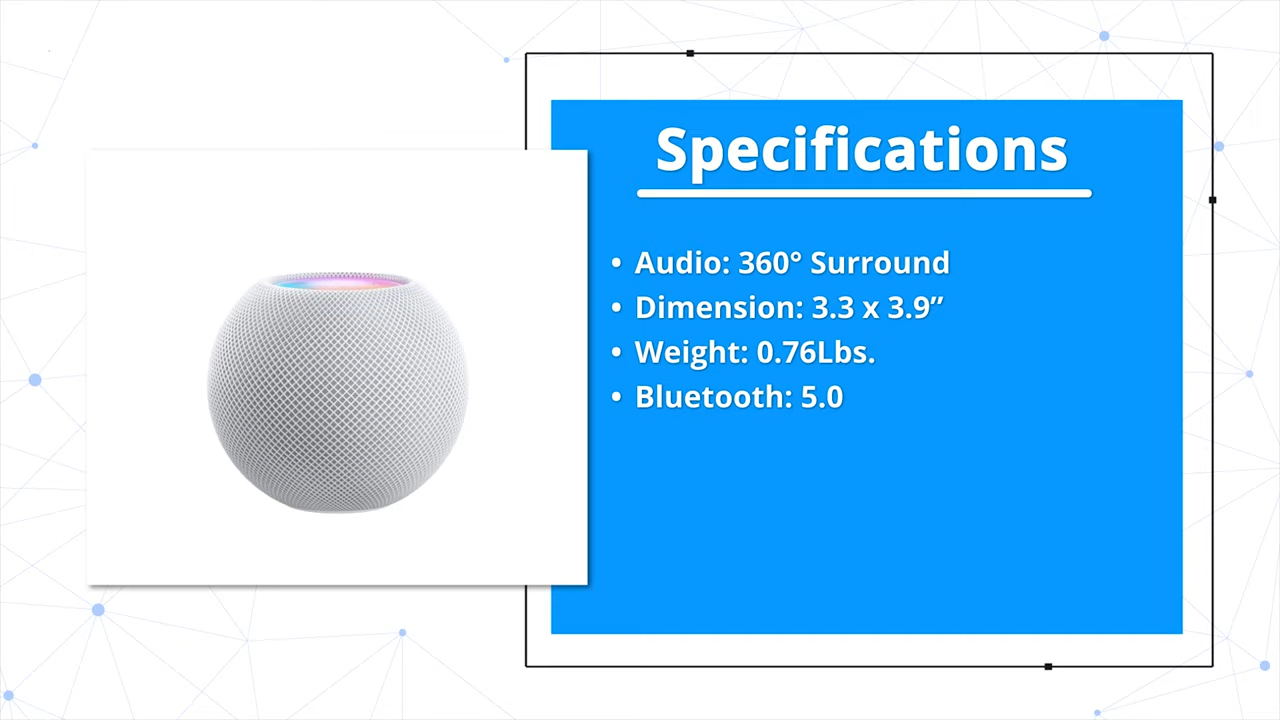 Specifications
• Audio: 360° Surround
• Dimension: 3.3 x 3.9”
• Weight: 0.76Lbs.
• Bluetooth: 5.0